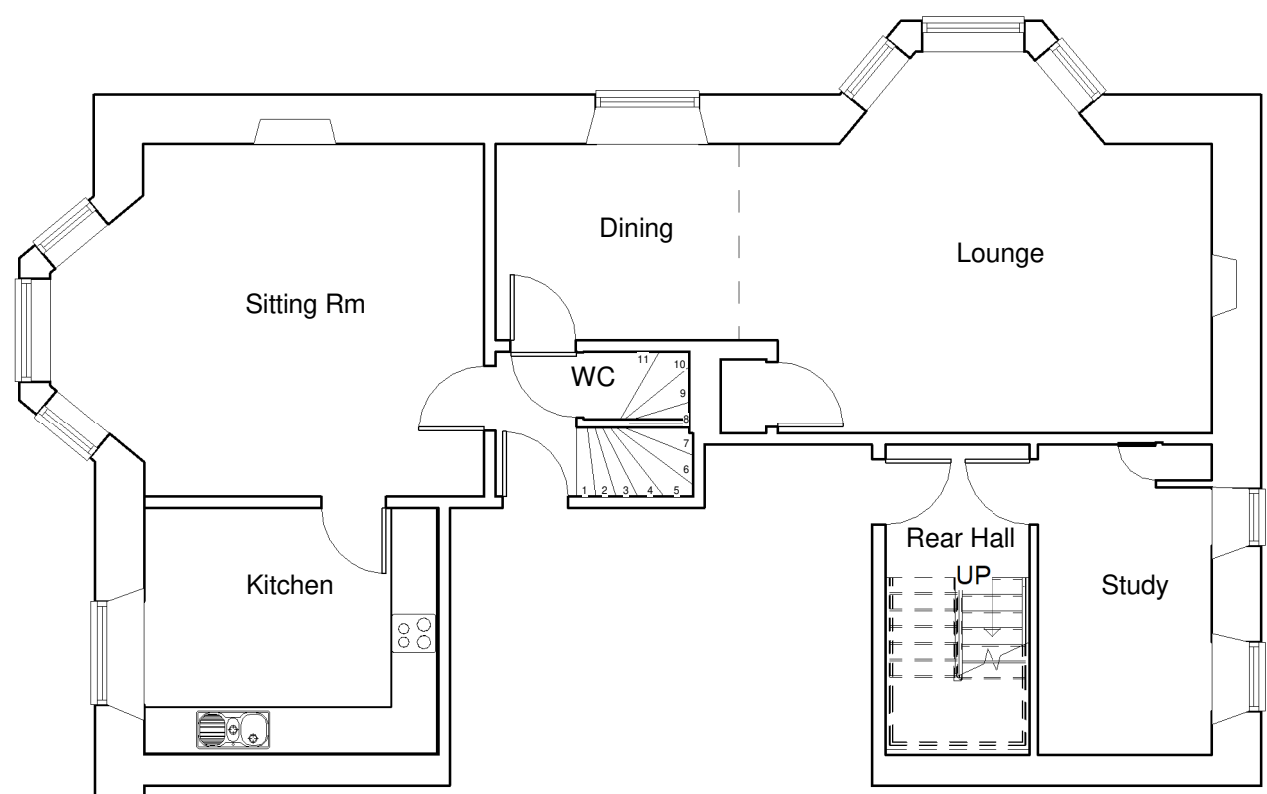 Dining
Lounge
Sitting Rm
11
10
WC
9
8
7
6
1 2 3 4 5
Rear Hall
UP
Kitchen
Study